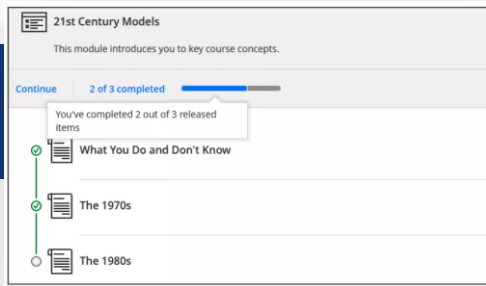 21st Century Models
This module introduces you to key course concepts.
Continue
2 of 3 completed
You've completed 2 out of 3 released
items
What You Do and Don't Know
The 1970s
The 1980s